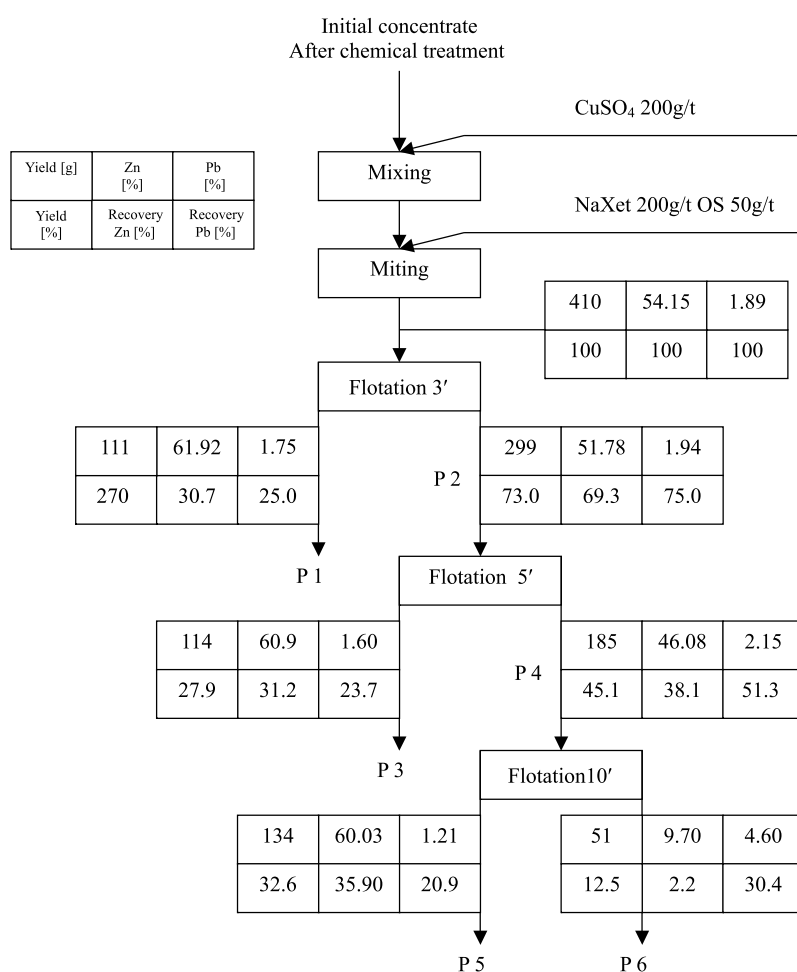 Initial concentrate
After chemical treatment
CuSO₄ 200g/t
Yield [g] Zn [%] Pb [%]
Yield [%] Recovery Zn [%] Recovery Pb [%]
Mixing
NaXet 200g/t OS 50g/t
Miting
410 54.15 1.89
100 100 100
Flotation 3′
111 61.92 1.75
270 30.7 25.0
P 2
299 51.78 1.94
73.0 69.3 75.0
P 1
Flotation 5′
114 60.9 1.60
27.9 31.2 23.7
P 4
185 46.08 2.15
45.1 38.1 51.3
P 3
Flotation10′
134 60.03 1.21
32.6 35.90 20.9
51 9.70 4.60
12.5 2.2 30.4
P 5
P 6